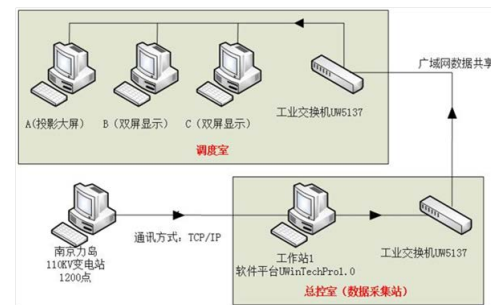 广域网数据共享
工业交换机UW5137
A(投影大屏)
B（双屏显示）
C（双屏显示）
调度室
通讯方式：TCP/IP
南京力岛
110KV变电站
1200点
工作站1
软件平台UWinTechPro1.0
工业交换机UW5137
总控室（数据采集站）